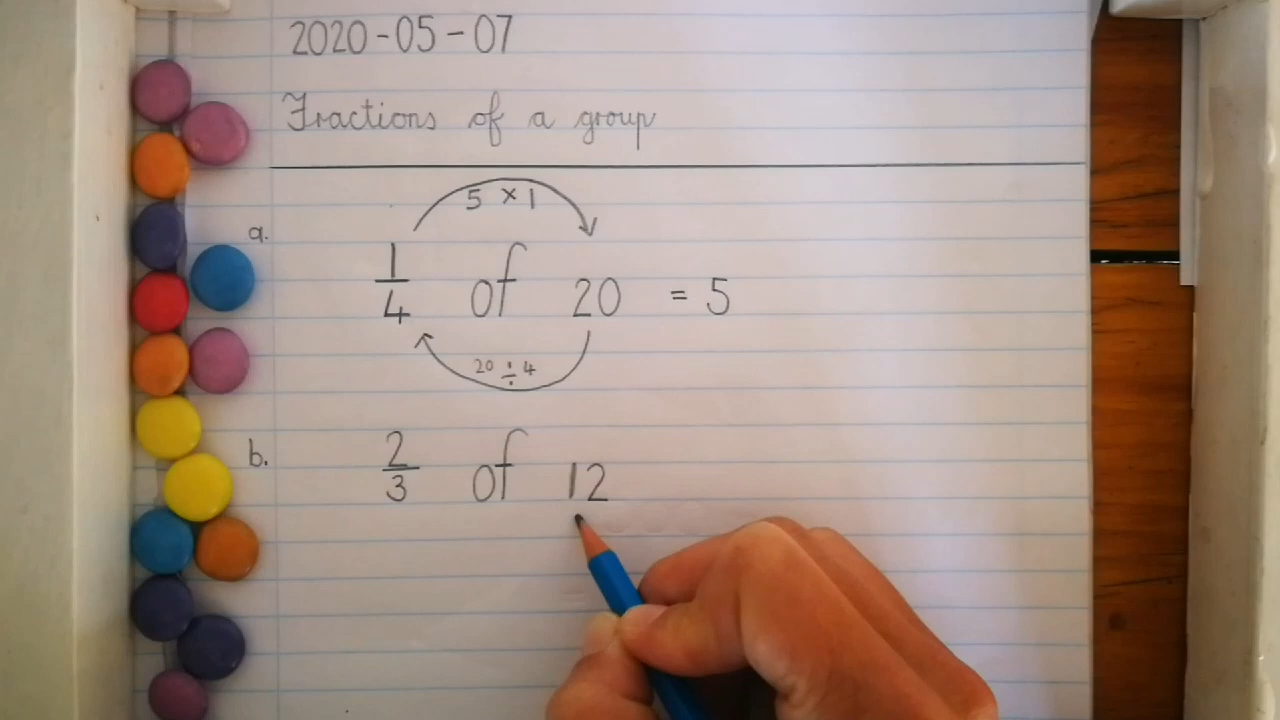 2020-05-07
Fractions of a group
5 × 1
a.
1/4 of 20 = 5
20 ÷ 4
b. 2/3 of 12